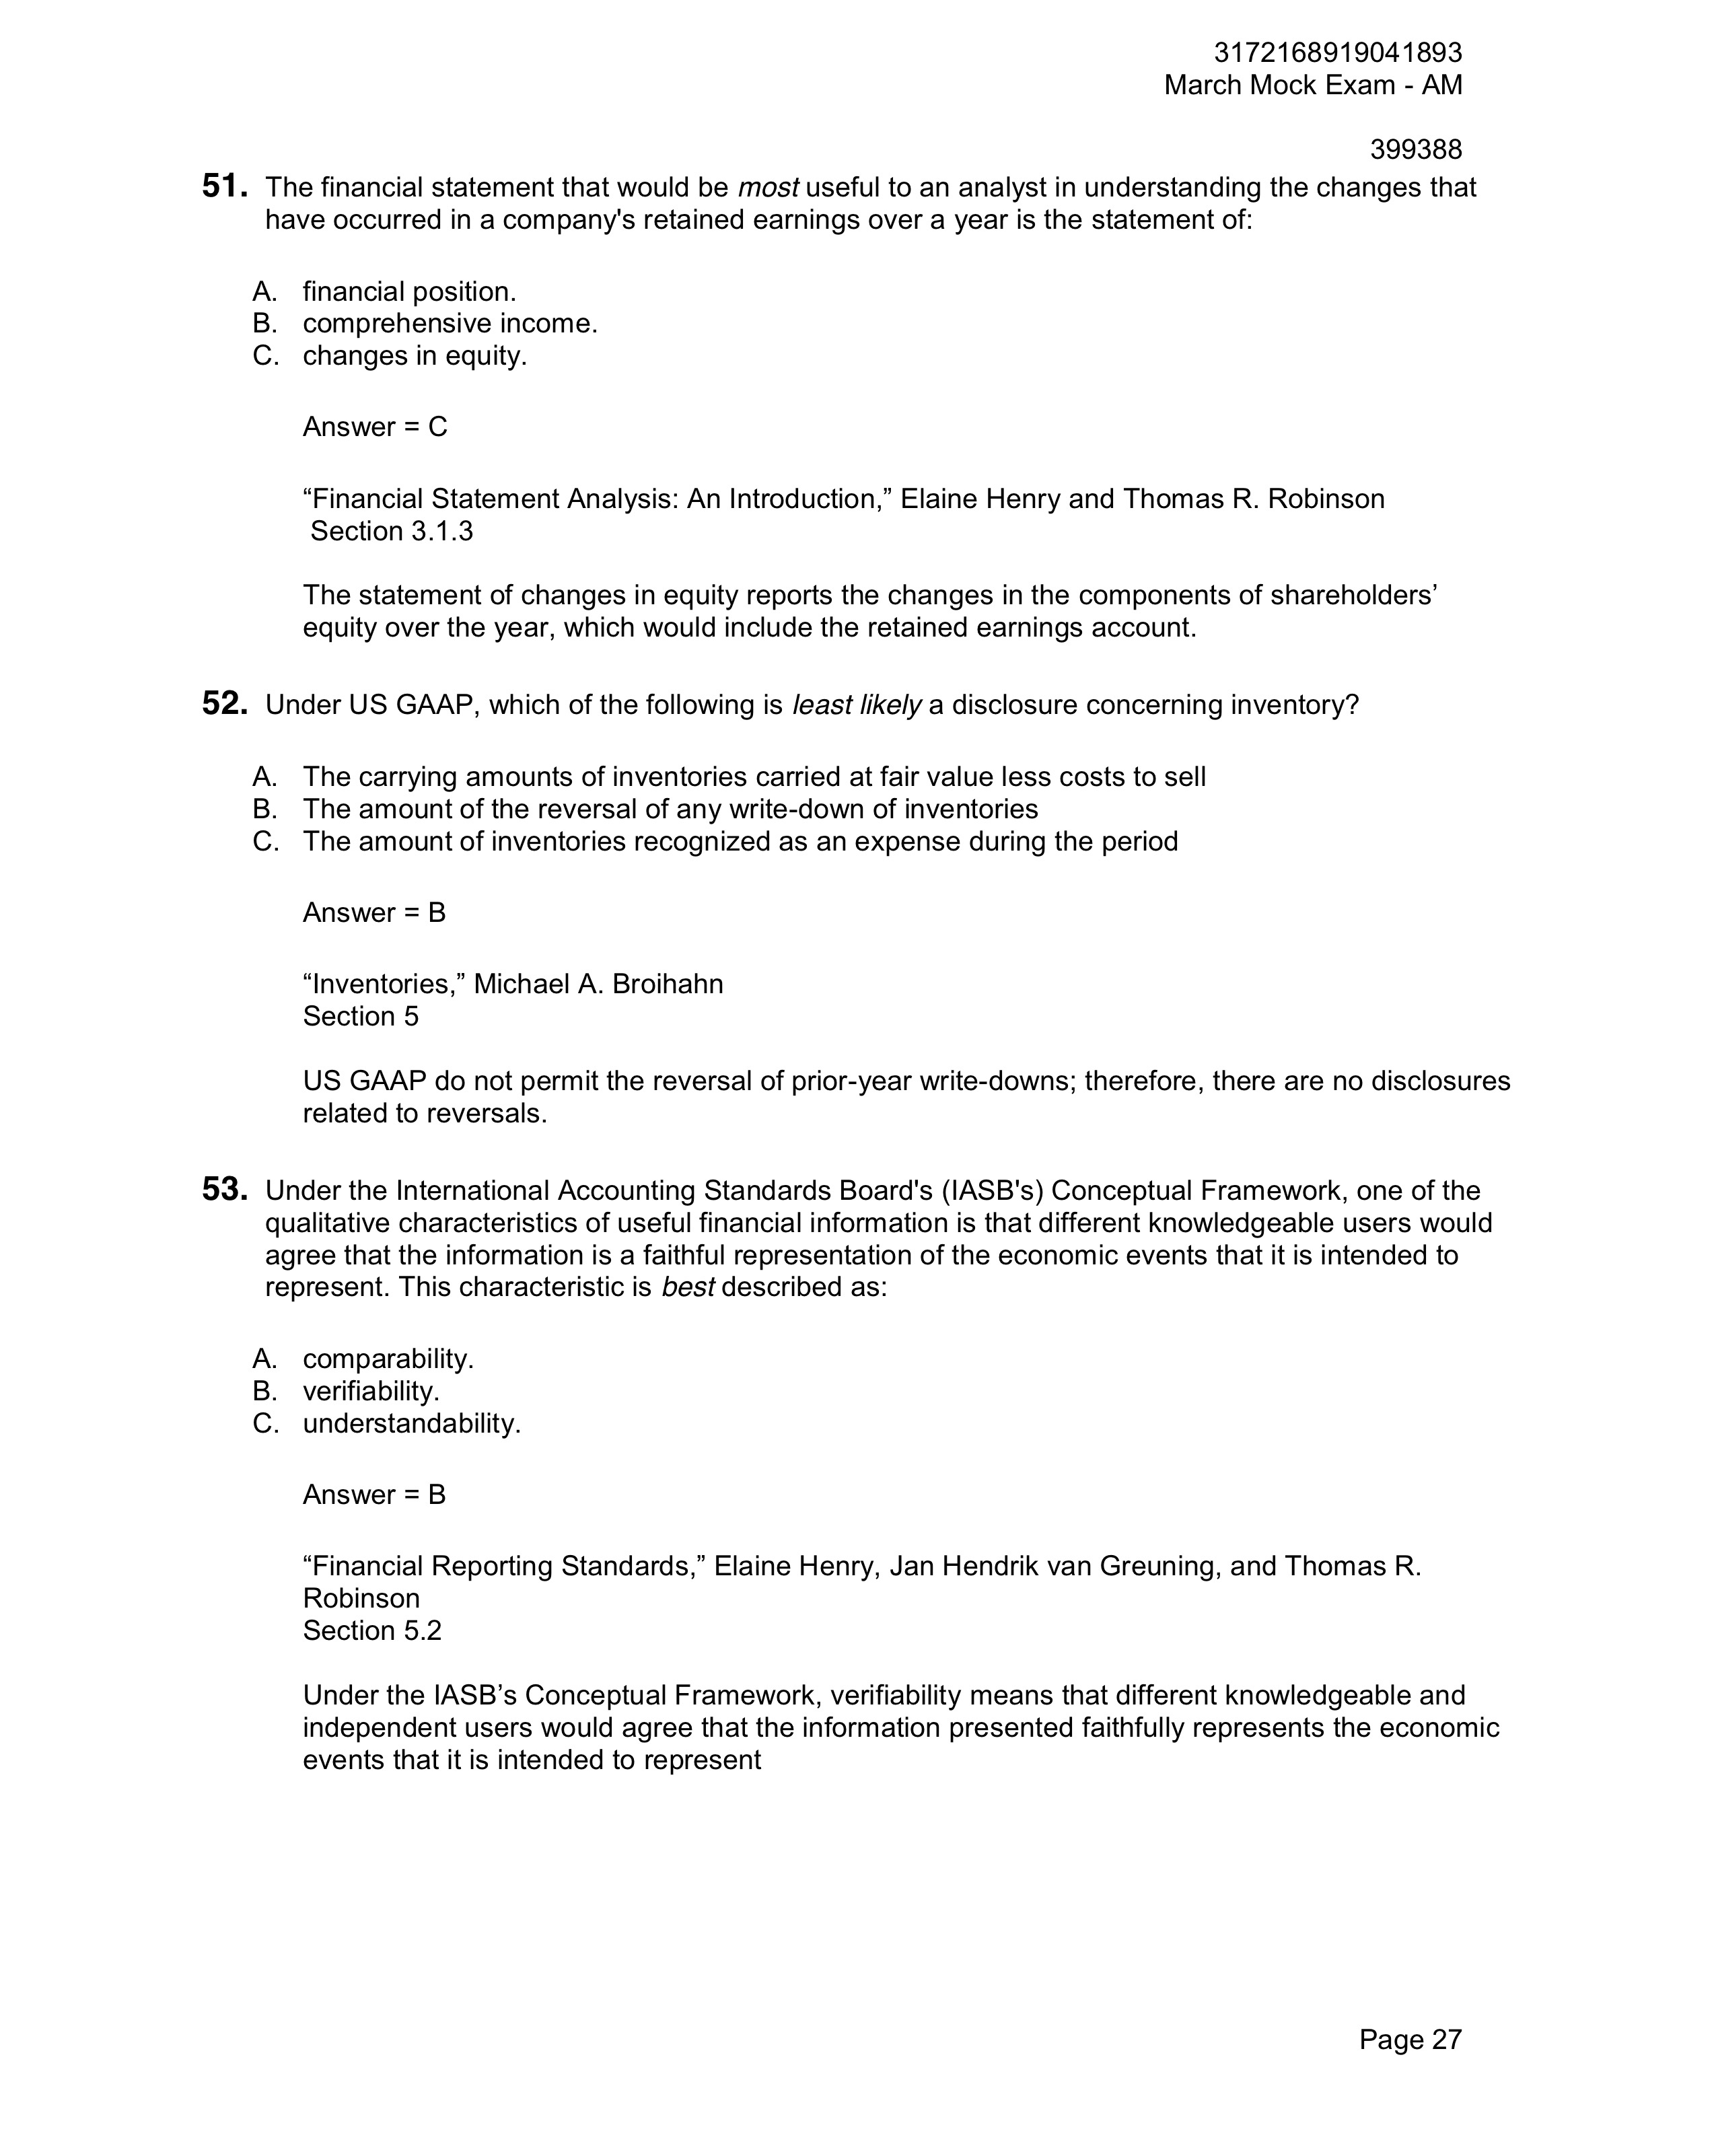 3172168919041893
March Mock Exam - AM
399388
51. The financial statement that would be most useful to an analyst in understanding the changes that
have occurred in a company's retained earnings over a year is the statement of:
A. financial position.
B. comprehensive income.
C. changes in equity.
Answer = C
“Financial Statement Analysis: An Introduction,” Elaine Henry and Thomas R. Robinson
Section 3.1.3
The statement of changes in equity reports the changes in the components of shareholders’
equity over the year, which would include the retained earnings account.
52. Under US GAAP, which of the following is least likely a disclosure concerning inventory?
A. The carrying amounts of inventories carried at fair value less costs to sell
B. The amount of the reversal of any write-down of inventories
C. The amount of inventories recognized as an expense during the period
Answer = B
“Inventories,” Michael A. Broihahn
Section 5
US GAAP do not permit the reversal of prior-year write-downs; therefore, there are no disclosures
related to reversals.
53. Under the International Accounting Standards Board's (IASB's) Conceptual Framework, one of the
qualitative characteristics of useful financial information is that different knowledgeable users would
agree that the information is a faithful representation of the economic events that it is intended to
represent. This characteristic is best described as:
A. comparability.
B. verifiability.
C. understandability.
Answer = B
“Financial Reporting Standards,” Elaine Henry, Jan Hendrik van Greuning, and Thomas R.
Robinson
Section 5.2
Under the IASB’s Conceptual Framework, verifiability means that different knowledgeable and
independent users would agree that the information presented faithfully represents the economic
events that it is intended to represent
Page 27